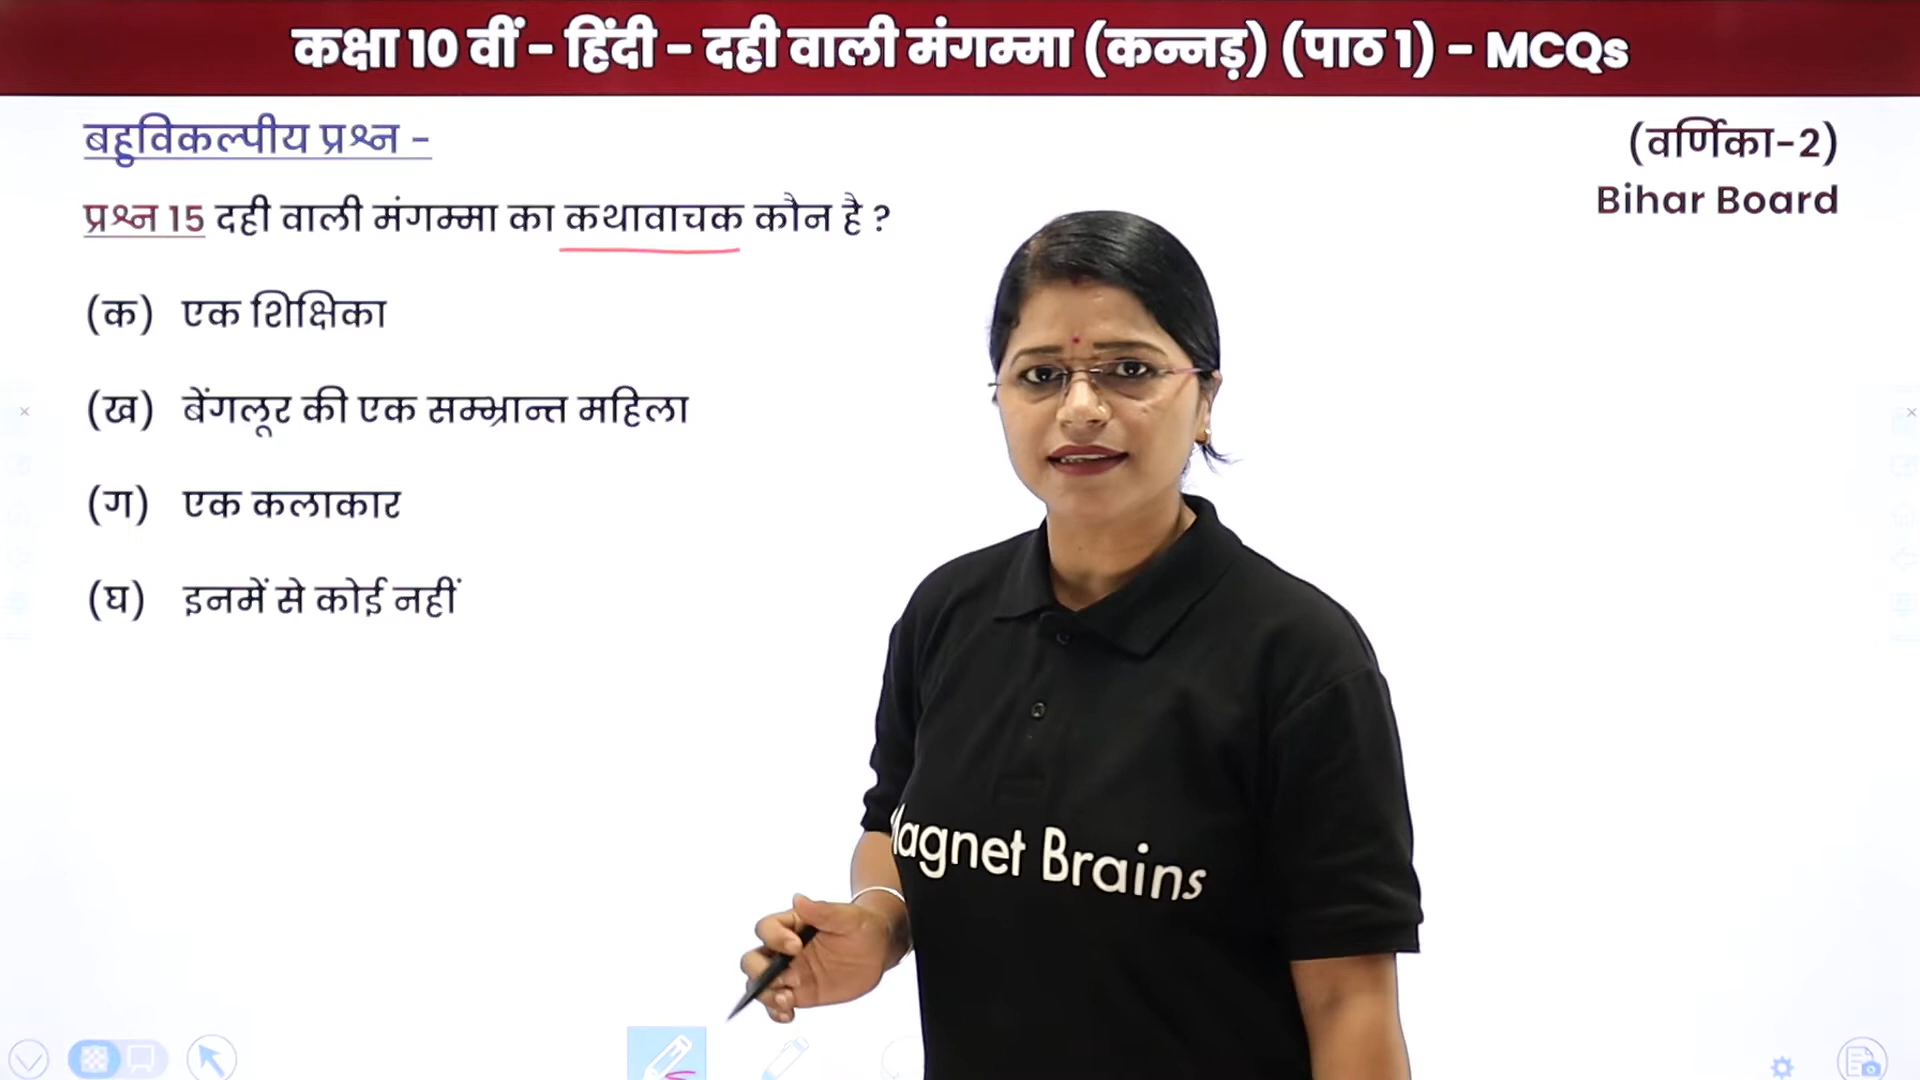 कक्षा 10 वीं - हिंदी - दही वाली मंगम्मा (कन्नड़) (पाठ 1) - MCQs
बहुविकल्पीय प्रश्न -
(वर्णिका-2)
Bihar Board
प्रश्न 15 दही वाली मंगम्मा का कथावाचक कौन है ?
(क) एक शिक्षिका
(ख) बेंगलूर की एक सम्भ्रान्त महिला
(ग) एक कलाकार
(घ) इनमें से कोई नहीं
Magnet Brains